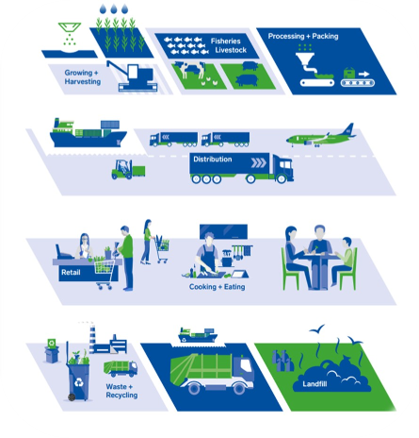 Fisheries
Livestock
Processing + Packing
Growing +
Harvesting
Distribution
Retail
Cooking + Eating
Waste +
Recycling
Landfill